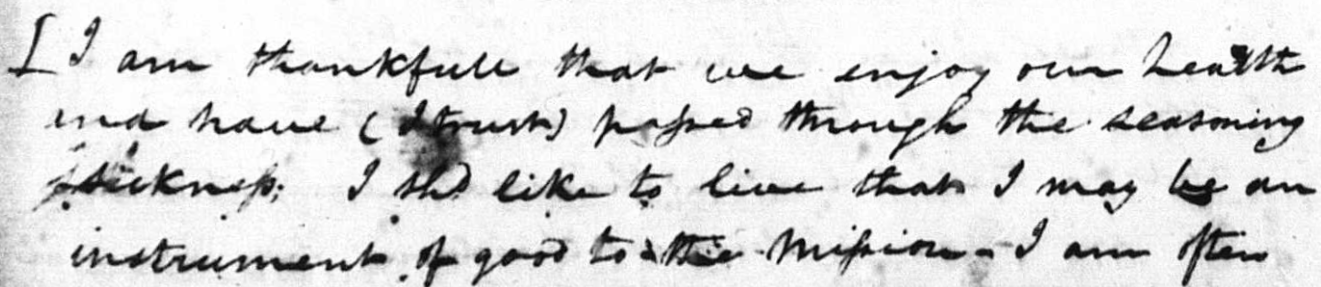 [I am thankfull that we enjoy our health
and have (I trust) passed through the seasoning
sickness; I shd like to live that I may be an
instrument of good to the Mission - I am often